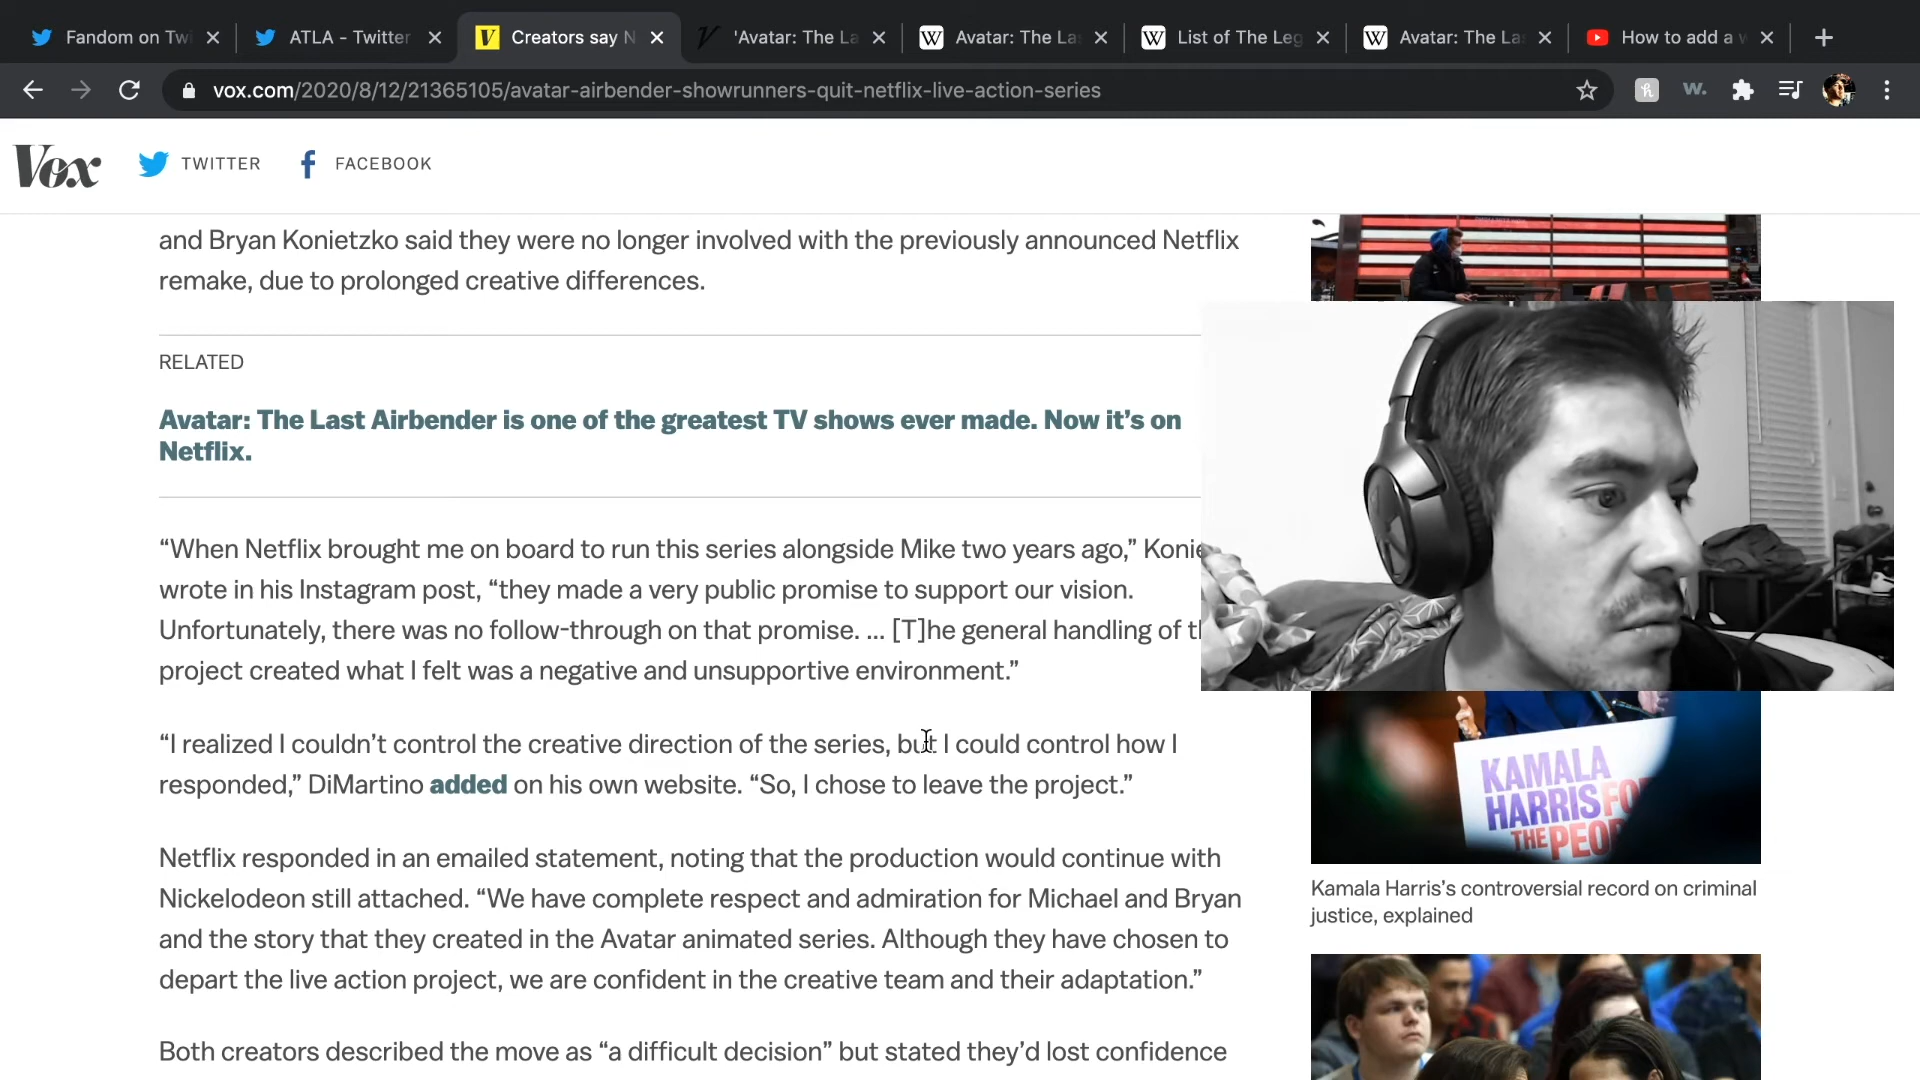 Fandom on Twi
ATLA - Twitter
Creators say N
'Avatar: The La
Avatar: The La
List of The Leg
Avatar: The La
How to add a
vox.com/2020/8/12/21365105/avatar-airbender-showrunners-quit-netflix-live-action-series
Vox TWITTER FACEBOOK
and Bryan Konietzko said they were no longer involved with the previously announced Netflix
remake, due to prolonged creative differences.
RELATED
Avatar: The Last Airbender is one of the greatest TV shows ever made. Now it's on
Netflix.
“When Netflix brought me on board to run this series alongside Mike two years ago,” Konie
wrote in his Instagram post, “they made a very public promise to support our vision.
Unfortunately, there was no follow-through on that promise. ... [T]he general handling of
project created what I felt was a negative and unsupportive environment.”
“I realized I couldn’t control the creative direction of the series, but I could control how I
responded,” DiMartino added on his own website. “So, I chose to leave the project.”
Netflix responded in an emailed statement, noting that the production would continue with
Nickelodeon still attached. “We have complete respect and admiration for Michael and Bryan
and the story that they created in the Avatar animated series. Although they have chosen to
depart the live action project, we are confident in the creative team and their adaptation.”
Both creators described the move as “a difficult decision” but stated they’d lost confidence
KAMALA
HARRIS FO
THE PEO
Kamala Harris’s controversial record on criminal
justice, explained